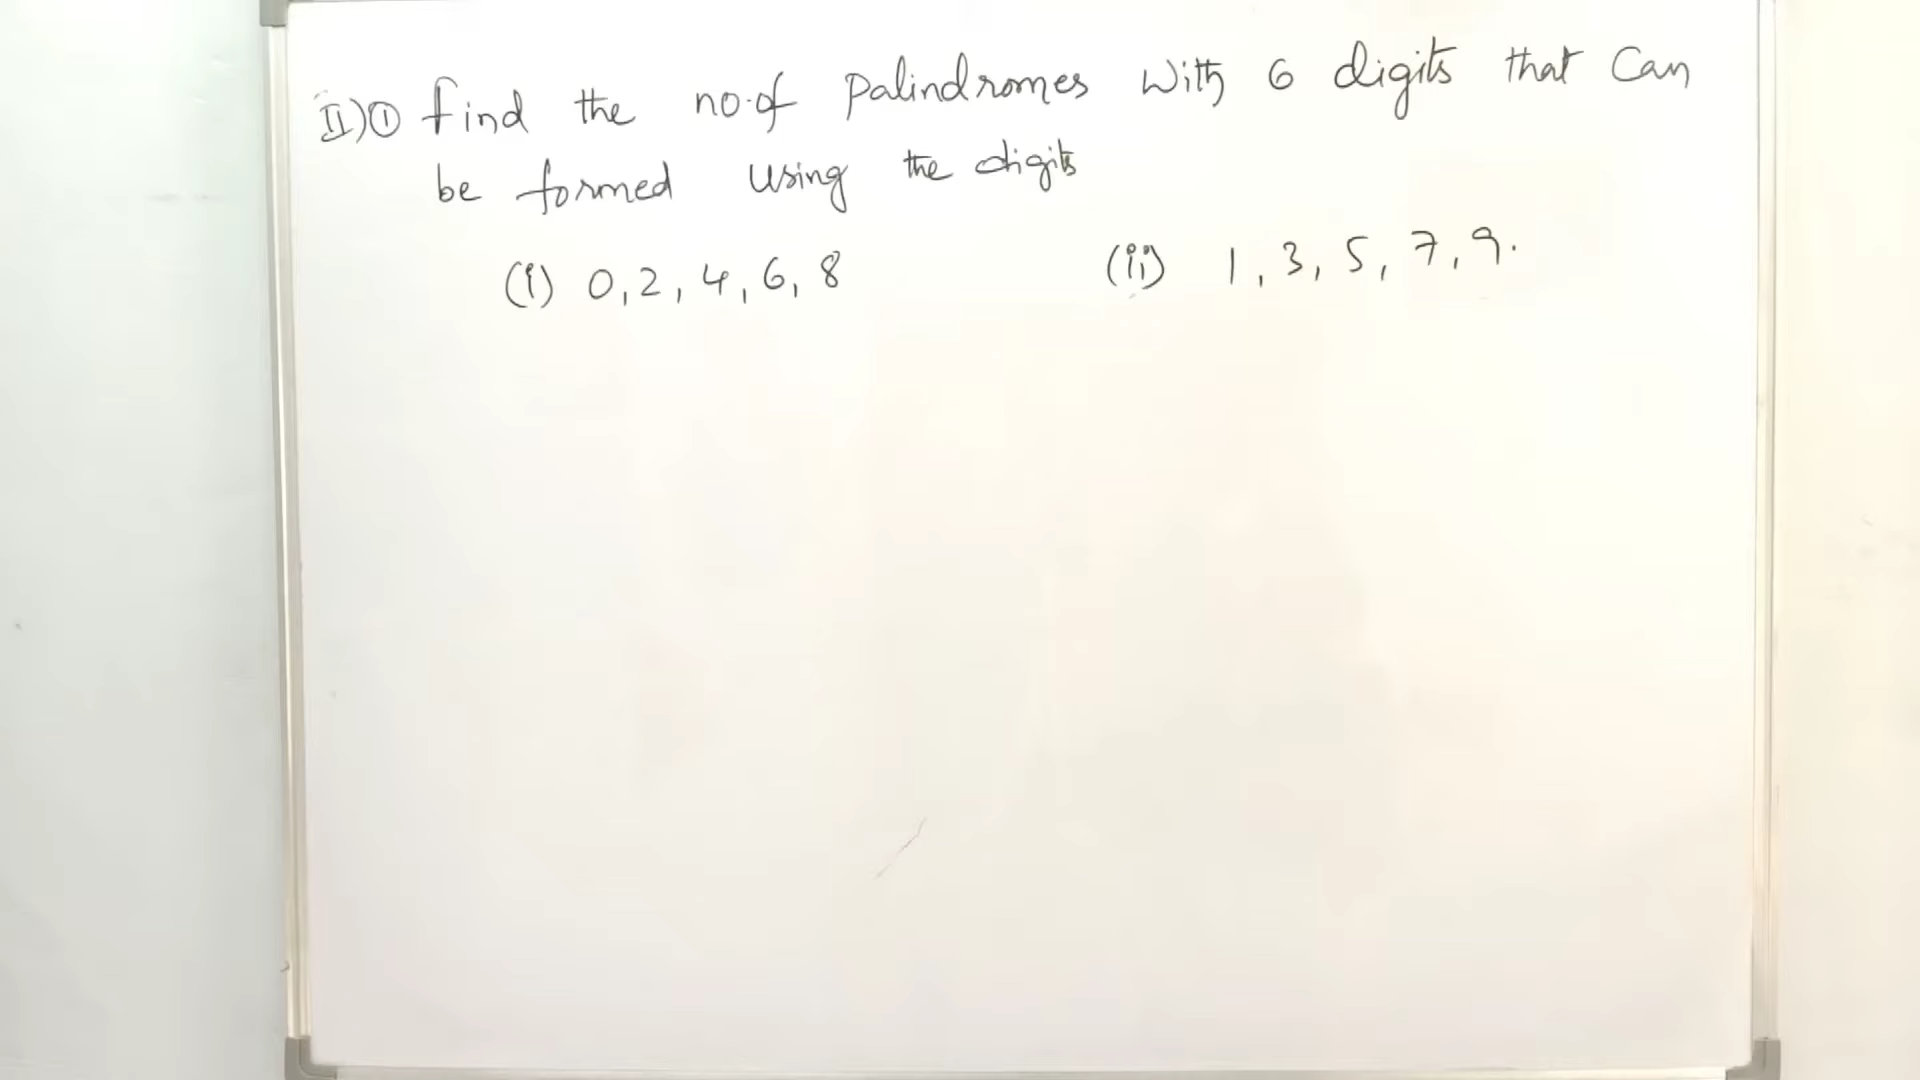 II) ① find the no.of Palindromes with 6 digits that Can
be formed using the digits
(i) 0, 2, 4, 6, 8 (ii) 1, 3, 5, 7, 9.